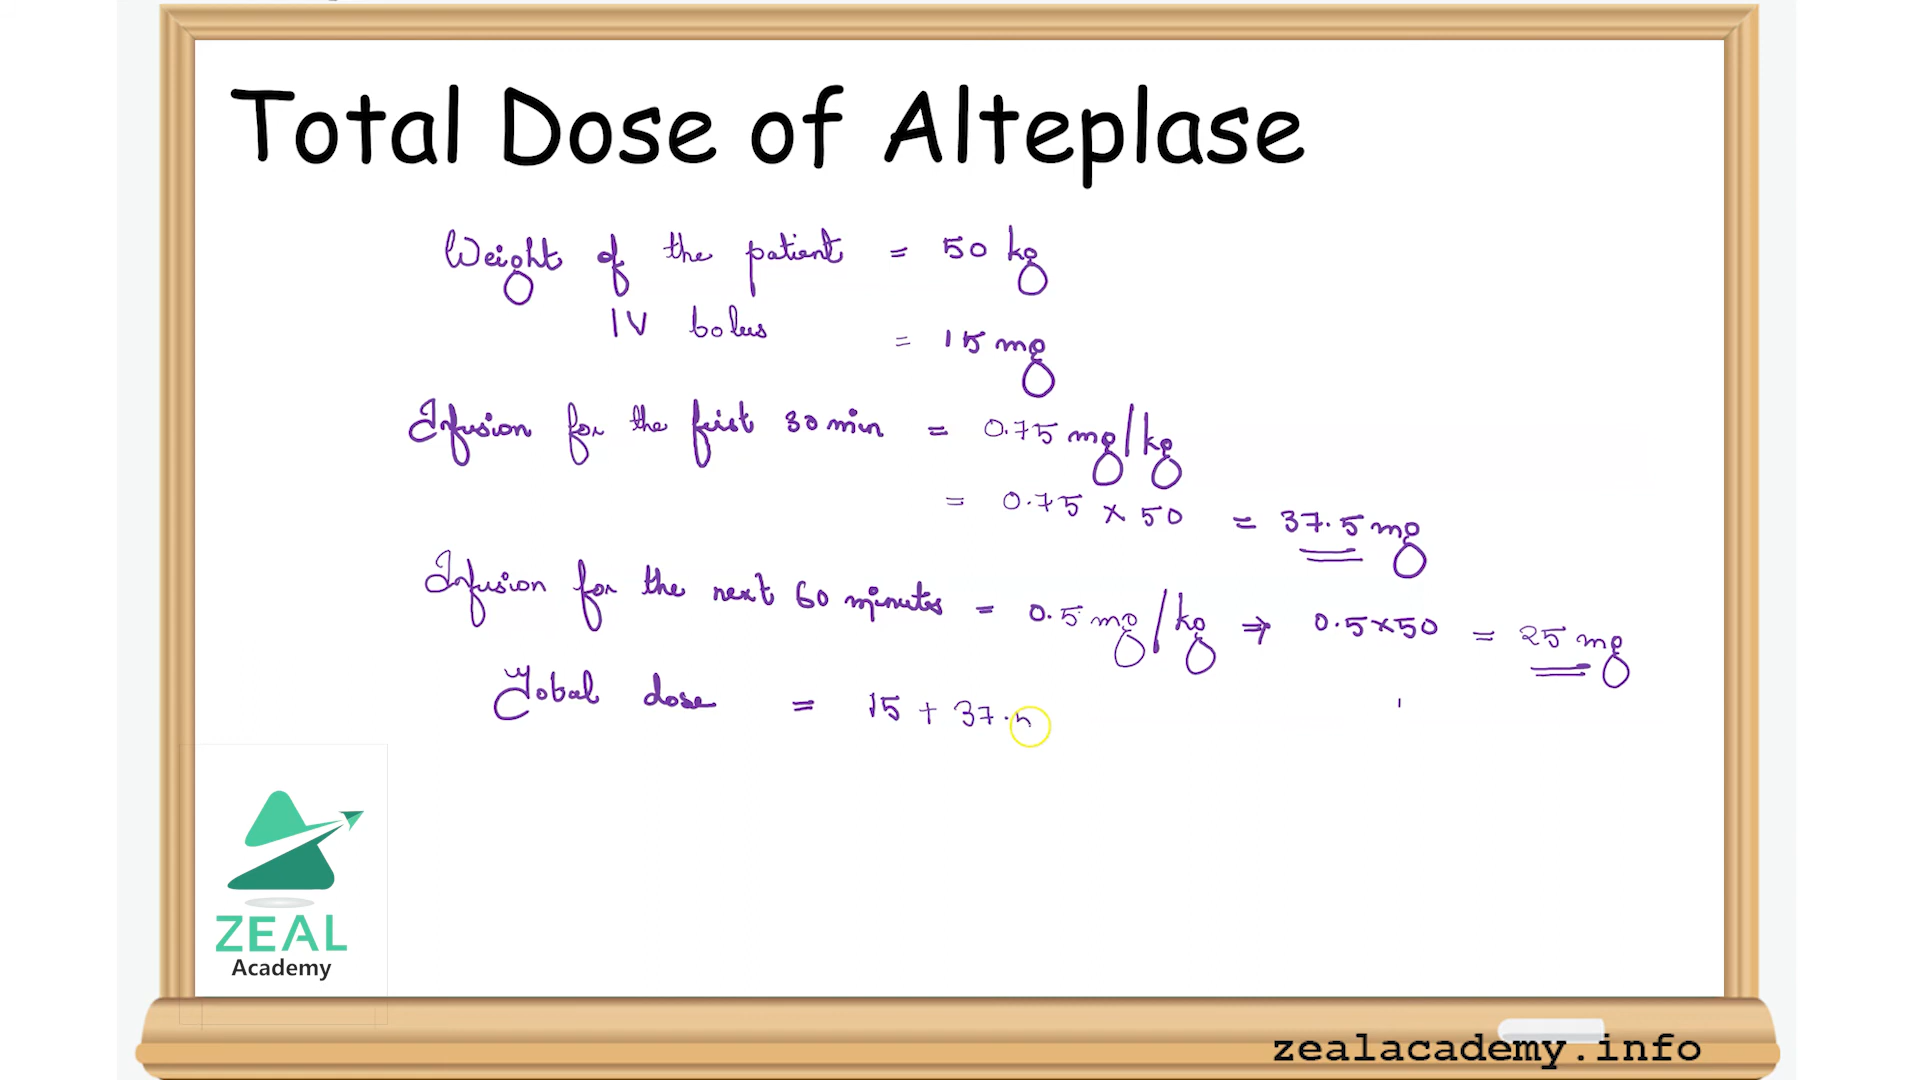 Total Dose of Alteplase
Weight of the patient = 50 kg
IV bolus = 15 mg
Infusion for the first 30 min = 0.75 mg/kg
= 0.75 × 50 = 37.5 mg
Infusion for the next 60 minutes = 0.5 mg/kg ⇒ 0.5×50 = 25 mg
Total dose = 15 + 37.5
ZEAL
Academy
zealacademy.info